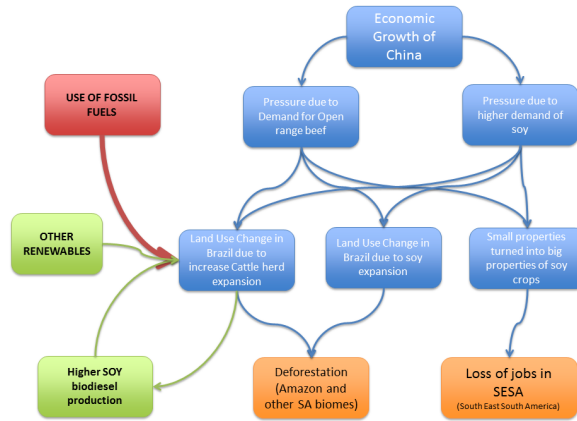 Economic
Growth of
China
USE OF FOSSIL
FUELS
Pressure due to
Demand for Open
range beef
Pressure due to
higher demand of
soy
OTHER
RENEWABLES
Land Use Change in
Brazil due to
increase Cattle herd
expansion
Land Use Change in
Brazil due to soy
expansion
Small properties
turned into big
properties of soy
crops
Higher SOY
biodiesel
production
Deforestation
(Amazon and
other SA biomes)
Loss of jobs in
SESA
(South East South America)